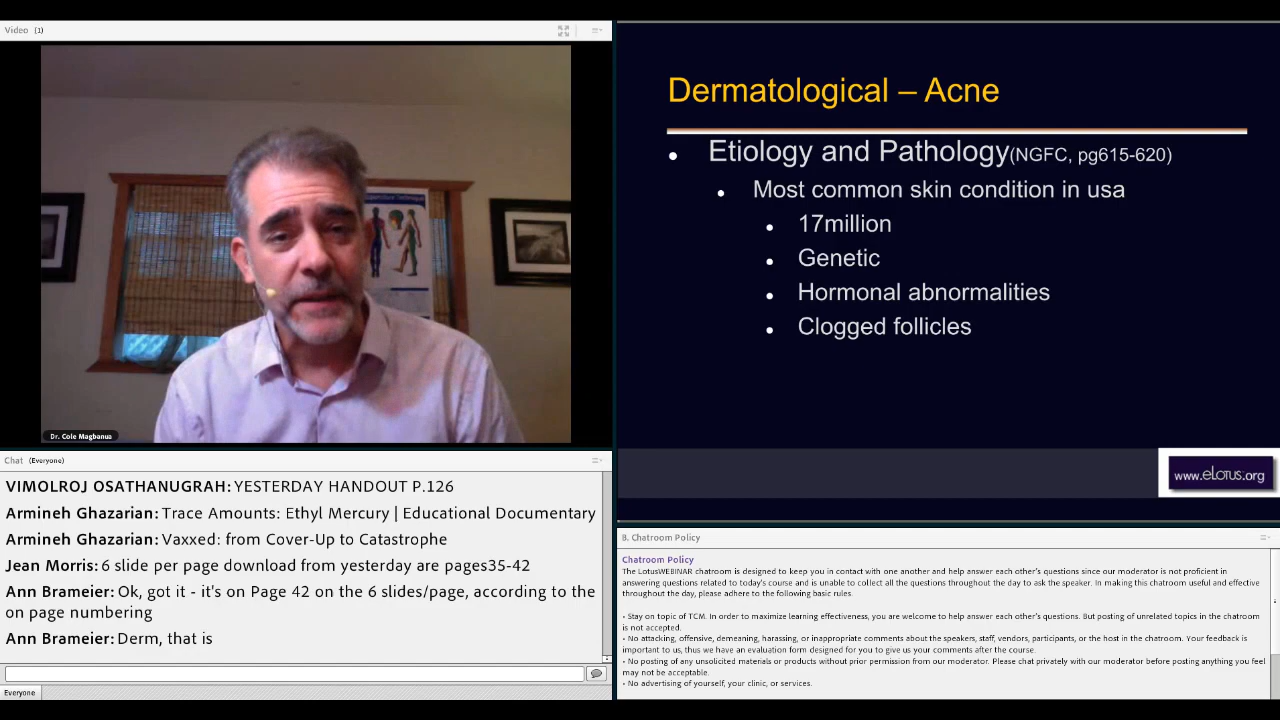 Video (1)
Dr. Cole Magbanua
Dermatological – Acne
Etiology and Pathology(NGFC, pg615-620)
Most common skin condition in usa
17million
Genetic
Hormonal abnormalities
Clogged follicles
www.eLotus.org
Chat (Everyone)
VIMOLROJ OSATHANUGRAH: YESTERDAY HANDOUT P.126
Armineh Ghazarian: Trace Amounts: Ethyl Mercury | Educational Documentary
Armineh Ghazarian: Vaxxed: from Cover-Up to Catastrophe
Jean Morris: 6 slide per page download from yesterday are pages35-42
Ann Brameier: Ok, got it - it's on Page 42 on the 6 slides/page, according to the
on page numbering
Ann Brameier: Derm, that is
Everyone
B. Chatroom Policy
Chatroom Policy
The LotusWEBINAR chatroom is designed to keep you in contact with one another and help answer each other's questions since our moderator is not proficient in
answering questions related to today's course and is unable to collect all the questions throughout the day to ask the speaker. In making this chatroom useful and effective
throughout the day, please adhere to the following basic rules.
• Stay on topic of TCM. In order to maximize learning effectiveness, you are welcome to help answer each other's questions. But posting of unrelated topics in the chatroom
is not accepted.
• No attacking, offensive, demeaning, harassing, or inappropriate comments about the speakers, staff, vendors, participants, or the host in the chatroom. Your feedback is
important to us, thus we have an evaluation form designed for you to give us your comments after the course.
• No posting of any unsolicited materials or products without prior permission from our moderator. Please chat privately with our moderator before posting anything you feel
may not be acceptable.
• No advertising of yourself, your clinic, or services.